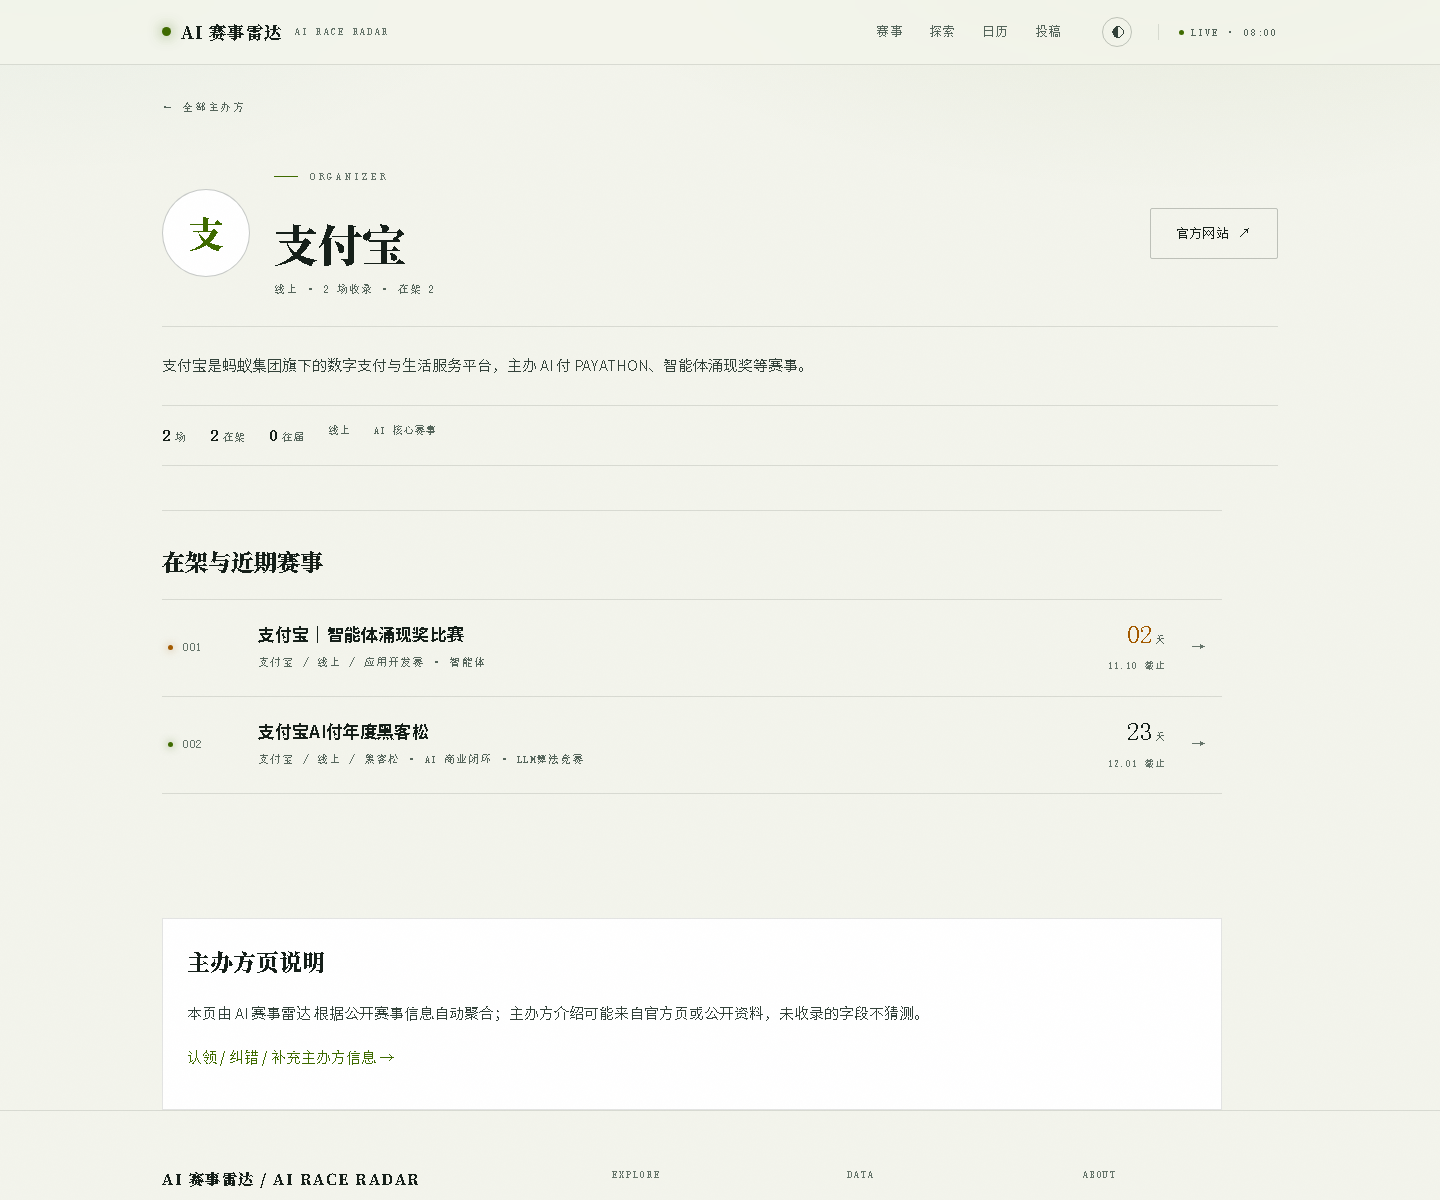 AI 赛事雷达 AI RACE RADAR 赛事 探索 日历 投稿 LIVE · 08:00
← 全部主办方
ORGANIZER
支
支付宝
官方网站 ↗
线上 · 2 场收录 · 在架 2
支付宝是蚂蚁集团旗下的数字支付与生活服务平台，主办 AI 付 PAYATHON、智能体涌现奖等赛事。
2 场 2 在架 0 往届 线上 AI 核心赛事
在架与近期赛事
001 支付宝｜智能体涌现奖比赛 02 天 →
支付宝 / 线上 / 应用开发赛 · 智能体 11.10 截止
002 支付宝AI付年度黑客松 23 天 →
支付宝 / 线上 / 黑客松 · AI 商业闭环 · LLM算法竞赛 12.01 截止
主办方页说明
本页由 AI 赛事雷达 根据公开赛事信息自动聚合；主办方介绍可能来自官方页或公开资料，未收录的字段不猜测。
认领 / 纠错 / 补充主办方信息 →
AI 赛事雷达 / AI RACE RADAR EXPLORE DATA ABOUT